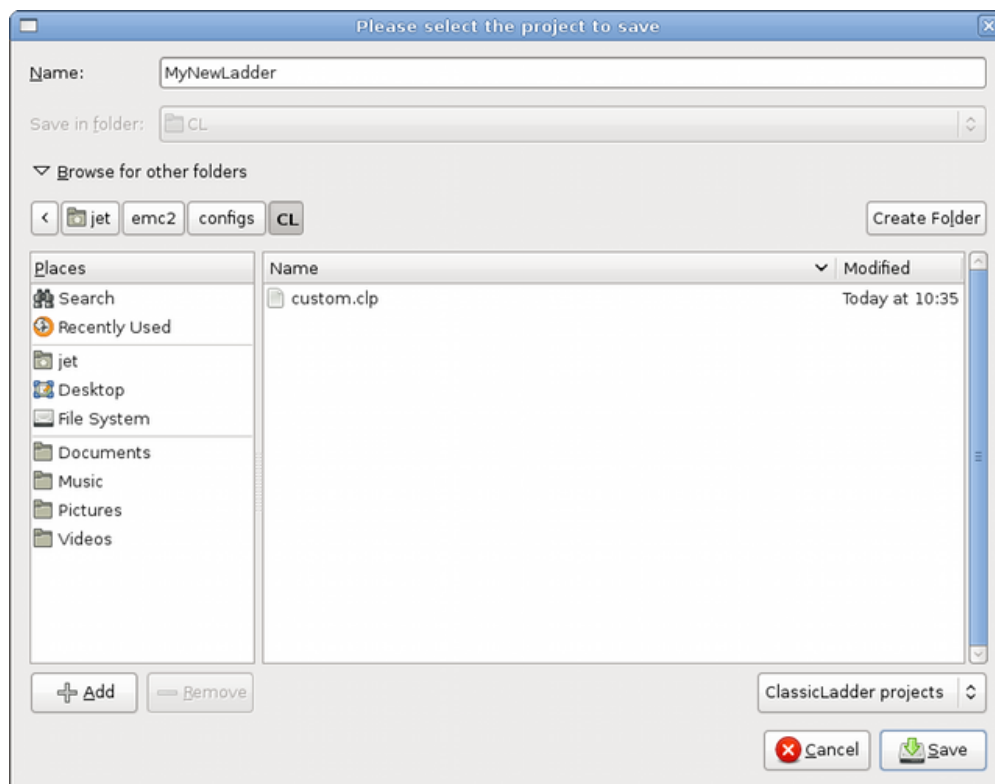 Please select the project to save
Name: MyNewLadder
Save in folder: CL
Browse for other folders
jet emc2 configs CL Create Folder
Places Name Modified
Search custom.clp Today at 10:35
Recently Used
jet
Desktop
File System
Documents
Music
Pictures
Videos
Add Remove ClassicLadder projects
Cancel Save